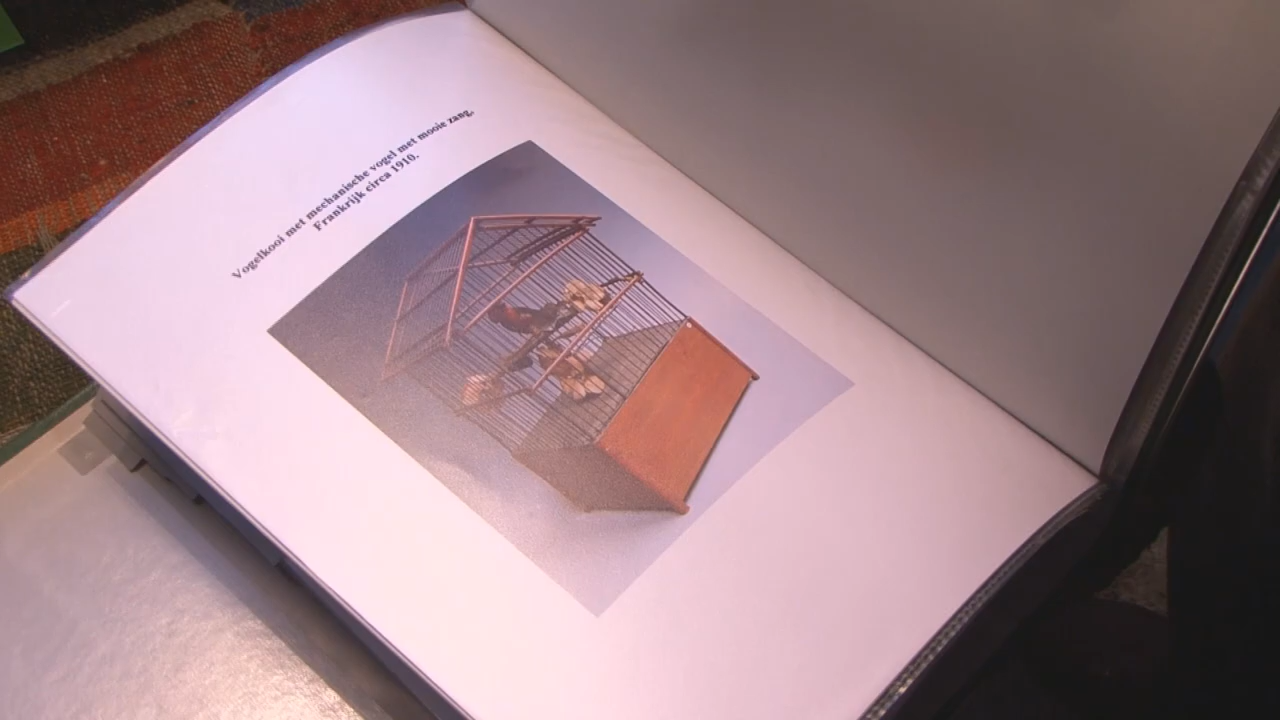 Vogelkooi met mechanische vogel met mooie zang,
Frankrijk circa 1910.